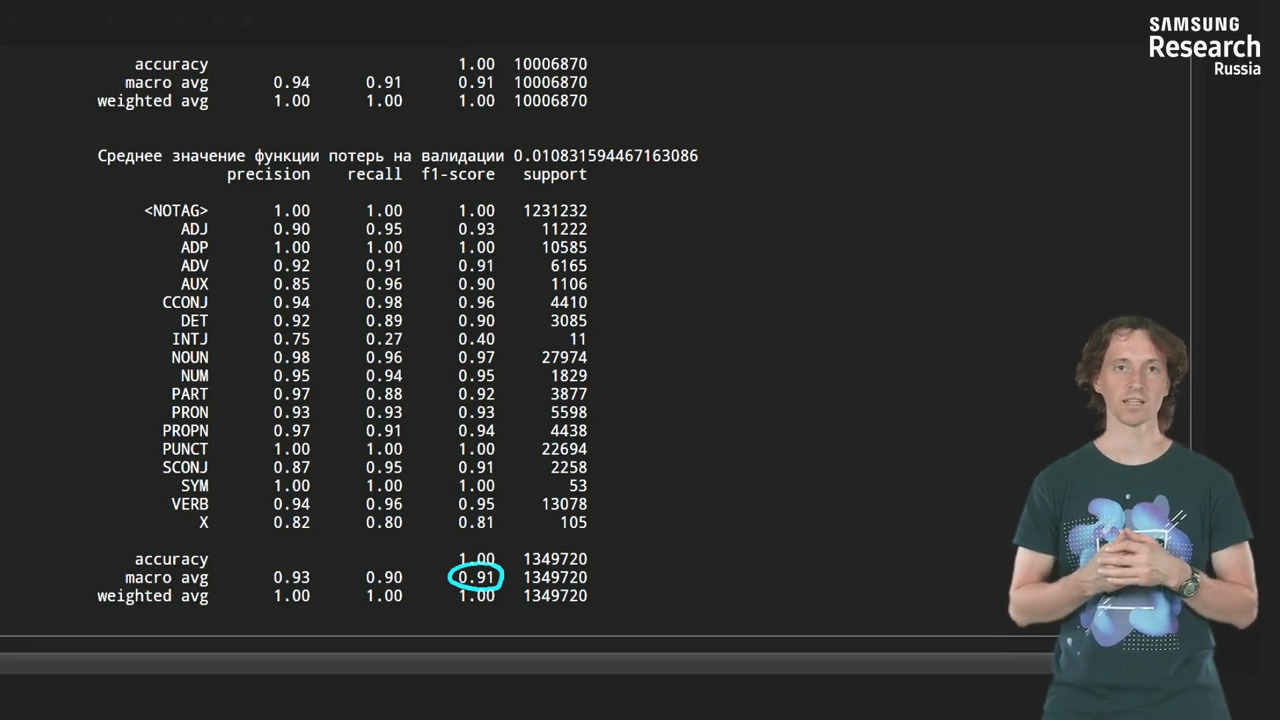 SAMSUNG
Research
Russia
accuracy 1.00 10006870
macro avg 0.94 0.91 0.91 10006870
weighted avg 1.00 1.00 1.00 10006870
Среднее значение функции потерь на валидации 0.010831594467163086
precision recall f1-score support
<NOTAG> 1.00 1.00 1.00 1231232
ADJ 0.90 0.95 0.93 11222
ADP 1.00 1.00 1.00 10585
ADV 0.92 0.91 0.91 6165
AUX 0.85 0.96 0.90 1106
CCONJ 0.94 0.98 0.96 4410
DET 0.92 0.89 0.90 3085
INTJ 0.75 0.27 0.40 11
NOUN 0.98 0.96 0.97 27974
NUM 0.95 0.94 0.95 1829
PART 0.97 0.88 0.92 3877
PRON 0.93 0.93 0.93 5598
PROPN 0.97 0.91 0.94 4438
PUNCT 1.00 1.00 1.00 22694
SCONJ 0.87 0.95 0.91 2258
SYM 1.00 1.00 1.00 53
VERB 0.94 0.96 0.95 13078
X 0.82 0.80 0.81 105
accuracy 1.00 1349720
macro avg 0.93 0.90 0.91 1349720
weighted avg 1.00 1.00 1.00 1349720